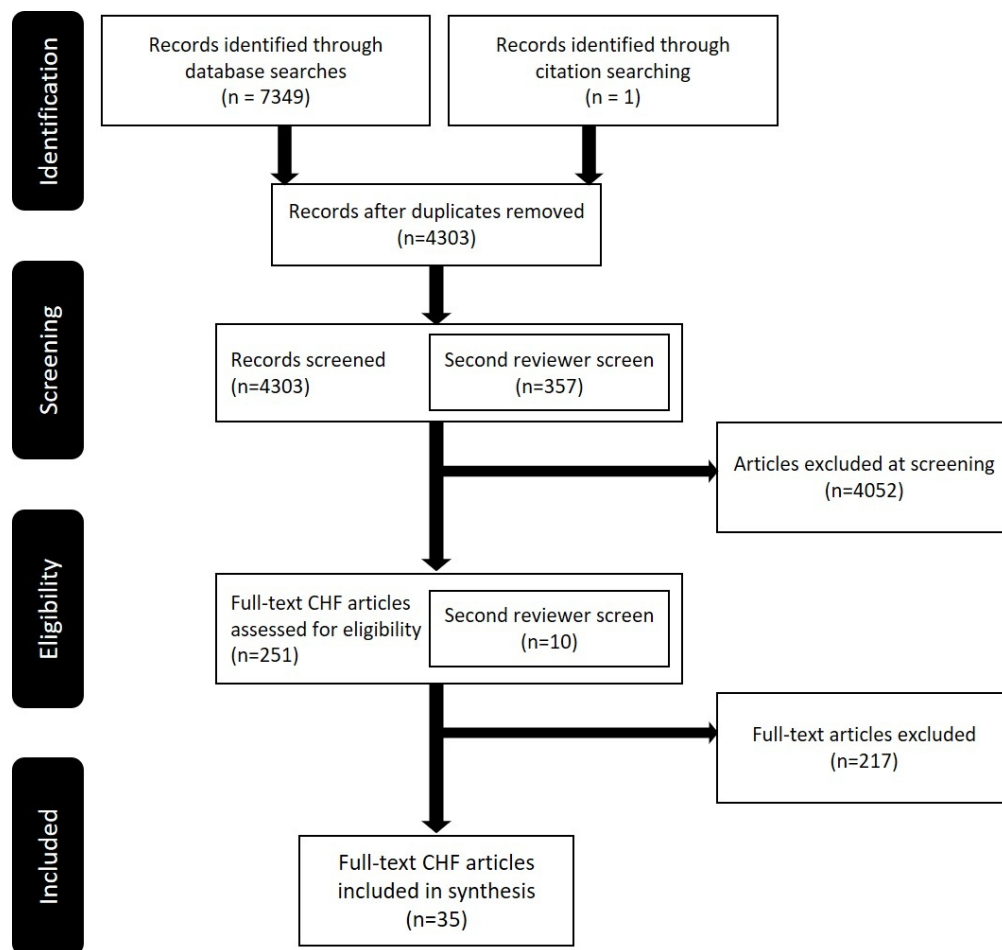 Identification
Records identified through
database searches
(n = 7349)
Records identified through
citation searching
(n = 1)
Records after duplicates removed
(n=4303)
Screening
Records screened
(n=4303)
Second reviewer screen
(n=357)
Articles excluded at screening
(n=4052)
Eligibility
Full-text CHF articles
assessed for eligibility
(n=251)
Second reviewer screen
(n=10)
Full-text articles excluded
(n=217)
Included
Full-text CHF articles
included in synthesis
(n=35)